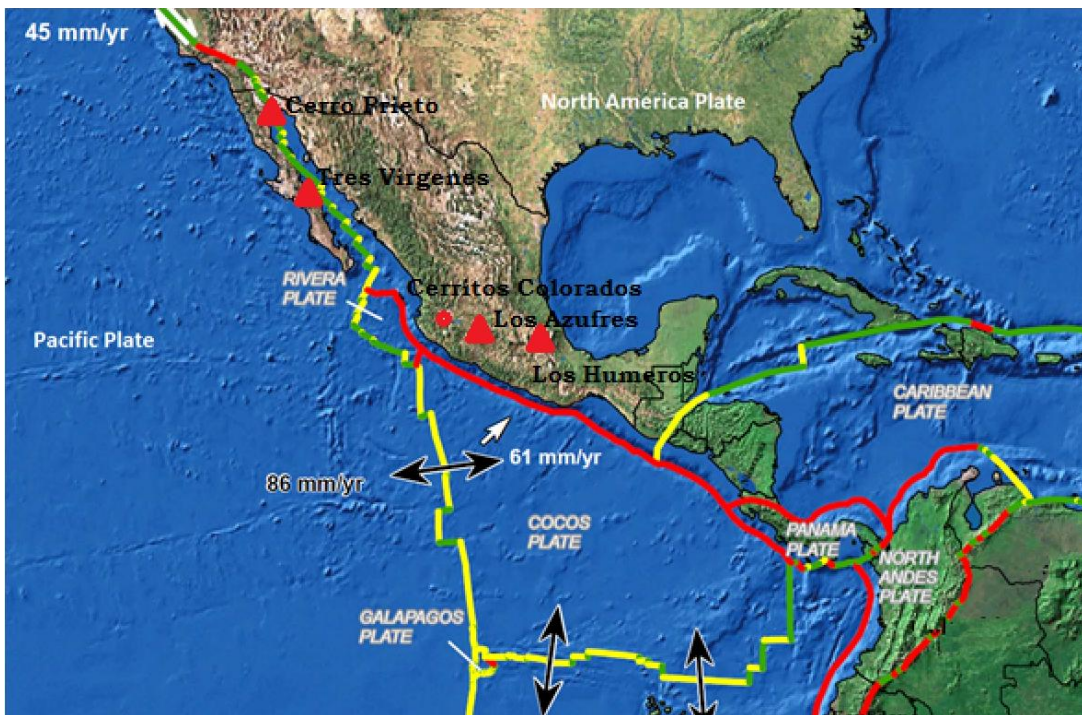 45 mm/yr
North America Plate
Cerro Prieto
Tres Virgenes
RIVERA
PLATE
Cerritos Colorados
Los Azufres
Pacific Plate
Los Humeros
CARIBBEAN
PLATE
61 mm/yr
86 mm/yr
COCOS
PLATE
PANAMA
PLATE
NORTH
ANDES
PLATE
GALAPAGOS
PLATE